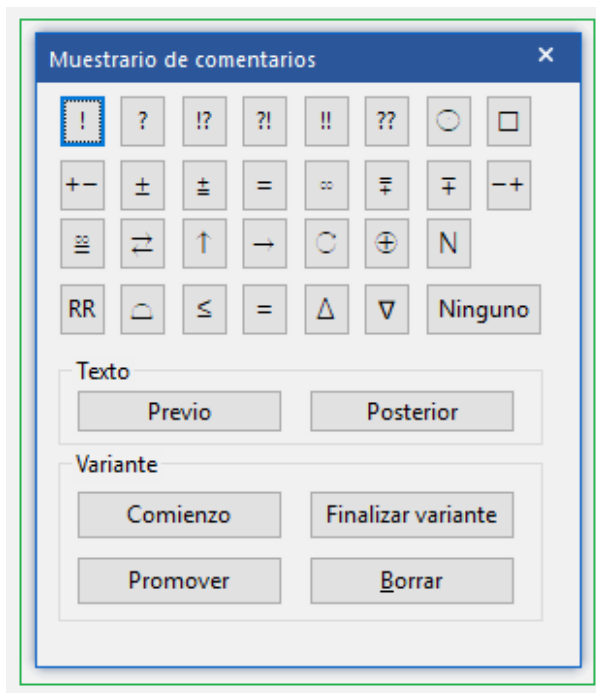 Muestrario de comentarios ×
! ? !? ?! !! ?? ○ □
+− ± ⩲ = ∞ ⩱ ∓ −+
⇄ ↑ → ⊕ N
RR ⌓ ≤ = Δ ∇ Ninguno
Texto
Previo Posterior
Variante
Comienzo Finalizar variante
Promover Borrar